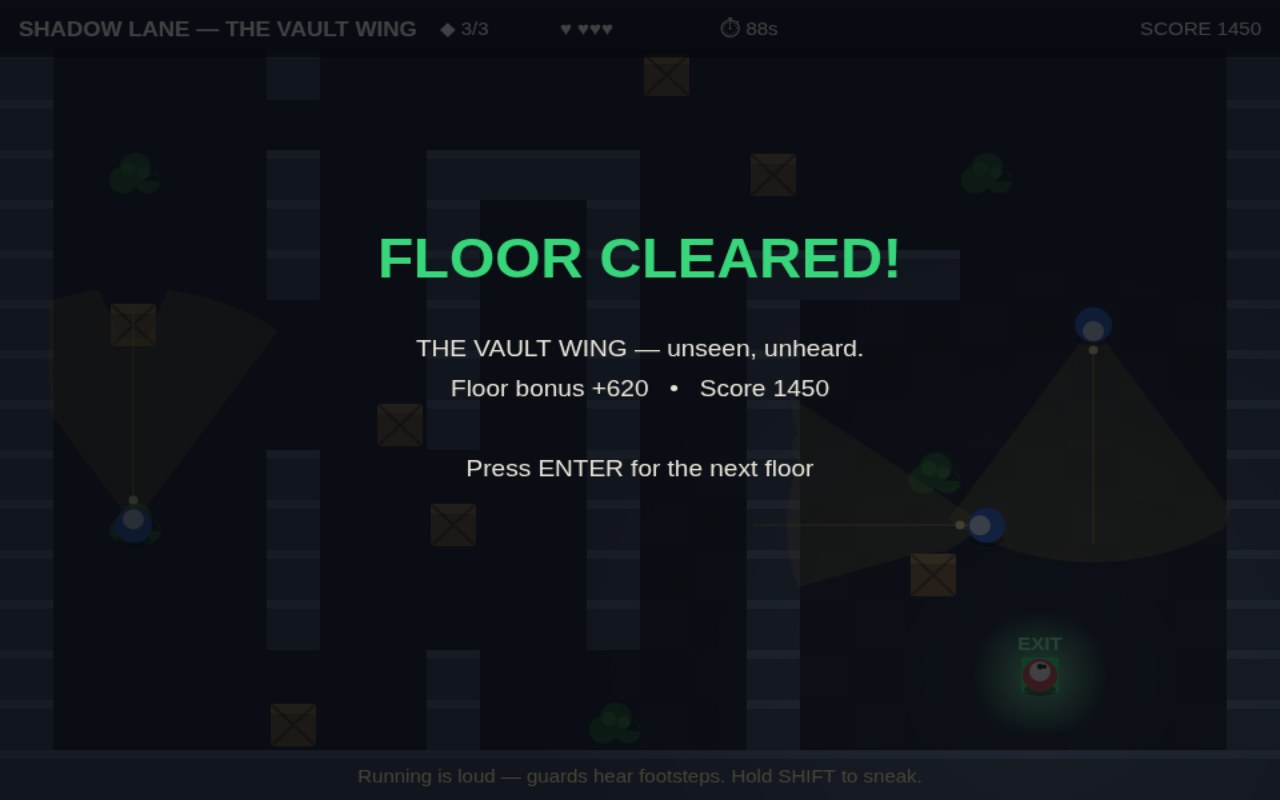 SHADOW LANE — THE VAULT WING ◆ 3/3 ♥ ♥♥♥ ⏱ 88s SCORE 1450
FLOOR CLEARED!
THE VAULT WING — unseen, unheard.
Floor bonus +620 • Score 1450
Press ENTER for the next floor
EXIT
Running is loud — guards hear footsteps. Hold SHIFT to sneak.